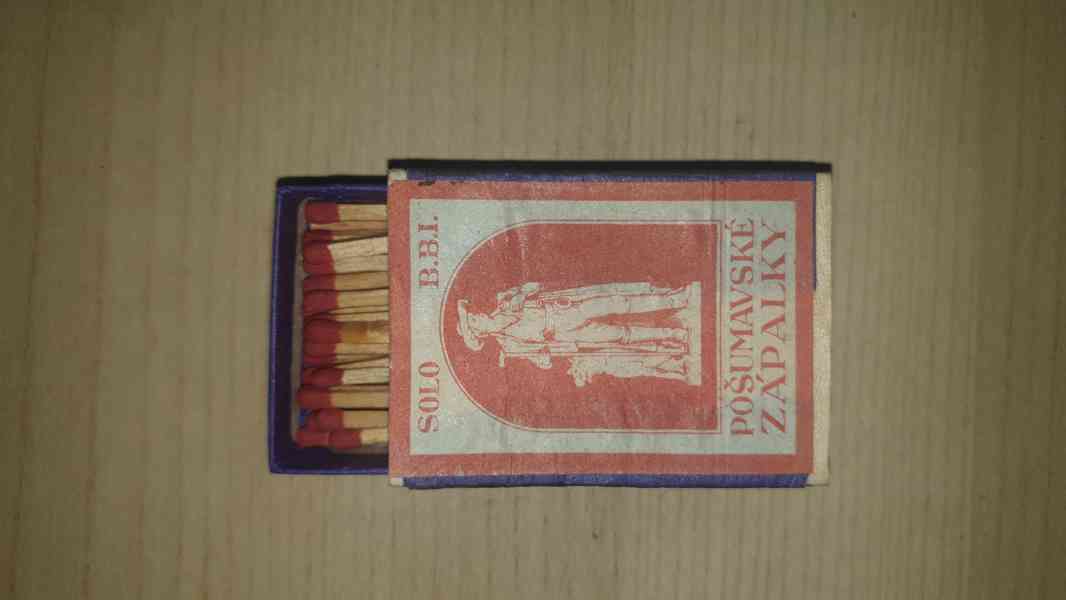 SOLO B.B.I.
POŠUMAVSKÉ
ZÁPALKY